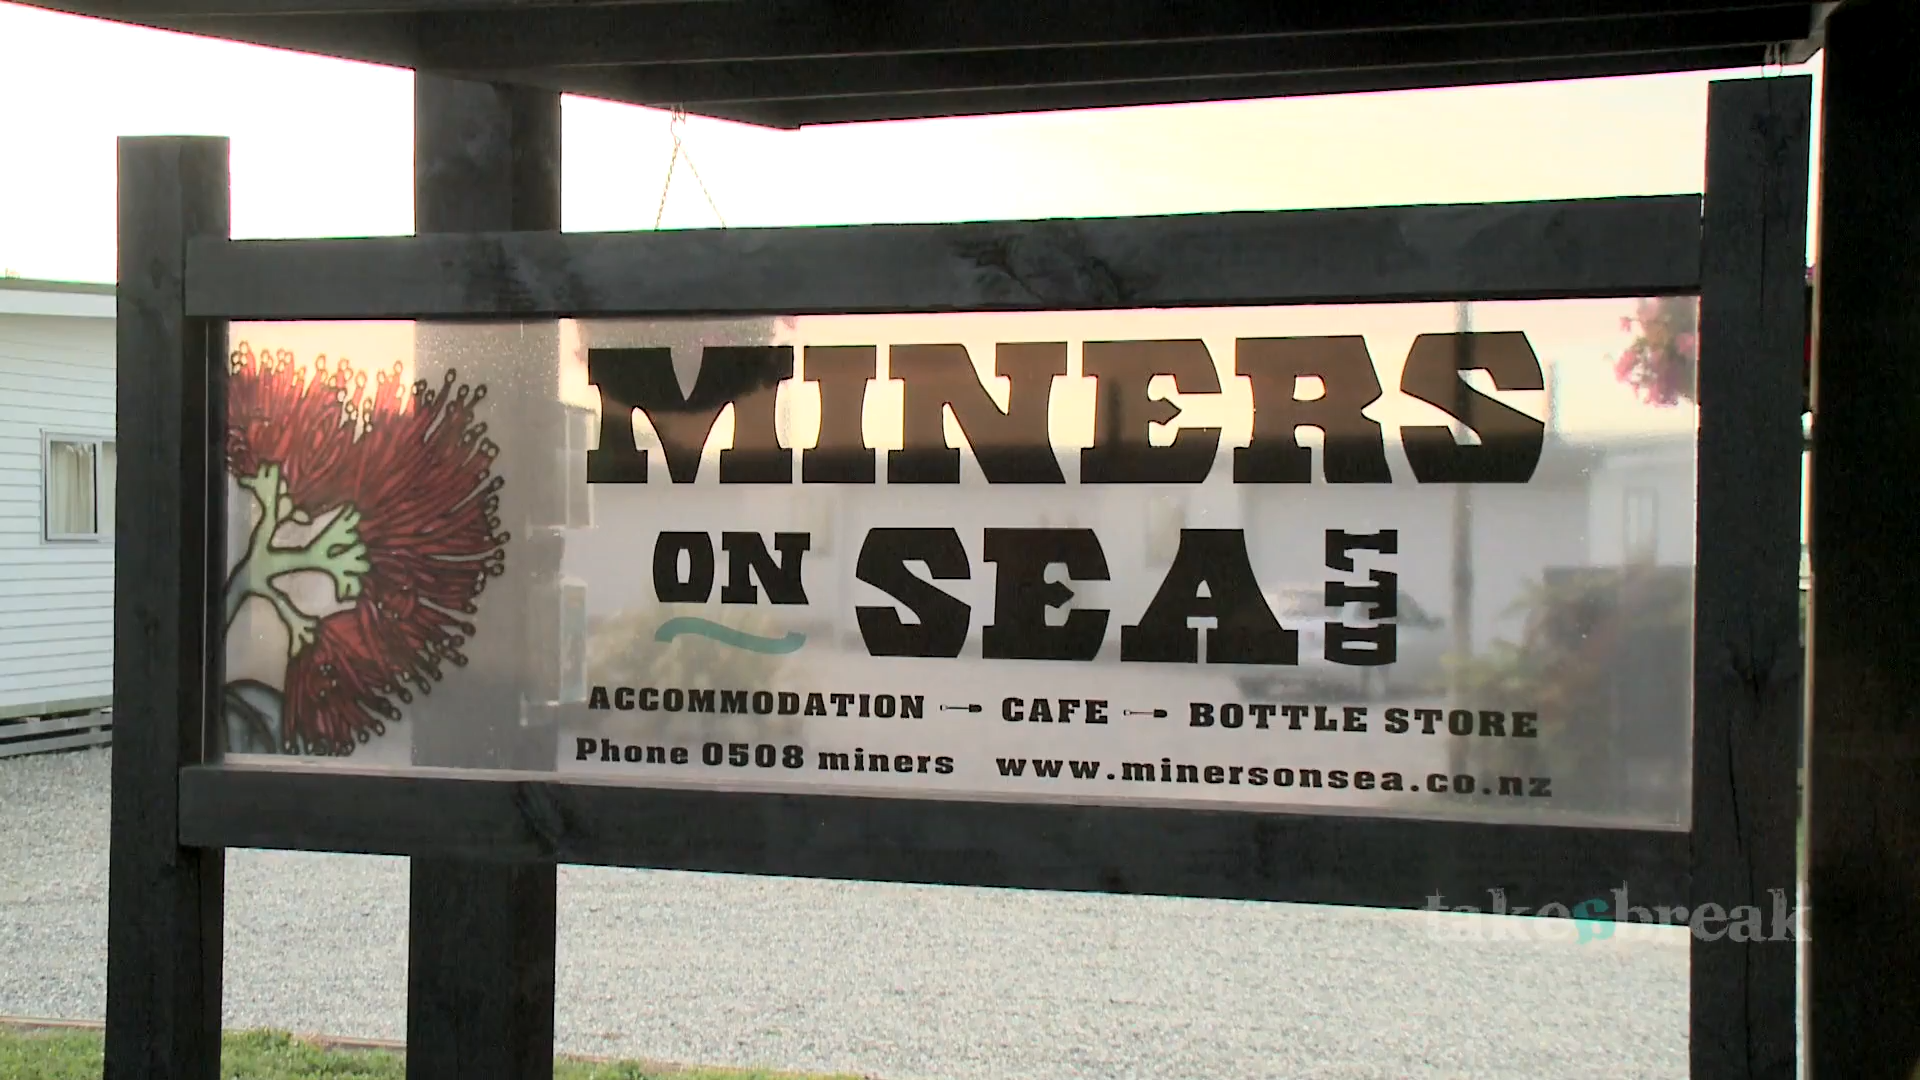 MINERS
ON SEA LTD
ACCOMMODATION CAFE BOTTLE STORE
Phone 0508 miners www.minersonsea.co.nz
takeabreak